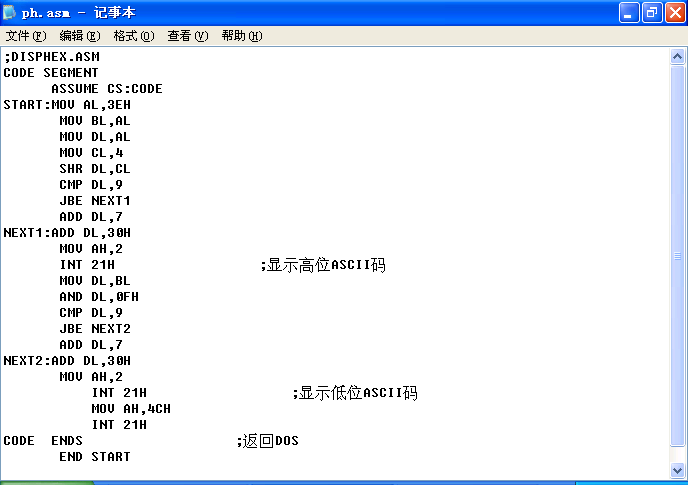 ph.asm - 记事本
文件(F) 编辑(E) 格式(O) 查看(V) 帮助(H)
;DISPHEX.ASM
CODE SEGMENT
ASSUME CS:CODE
START:MOV AL,3EH
MOV BL,AL
MOV DL,AL
MOV CL,4
SHR DL,CL
CMP DL,9
JBE NEXT1
ADD DL,7
NEXT1:ADD DL,30H
MOV AH,2
INT 21H ;显示高位ASCII码
MOV DL,BL
AND DL,0FH
CMP DL,9
JBE NEXT2
ADD DL,7
NEXT2:ADD DL,30H
MOV AH,2
INT 21H ;显示低位ASCII码
MOV AH,4CH
INT 21H
CODE ENDS ;返回DOS
END START